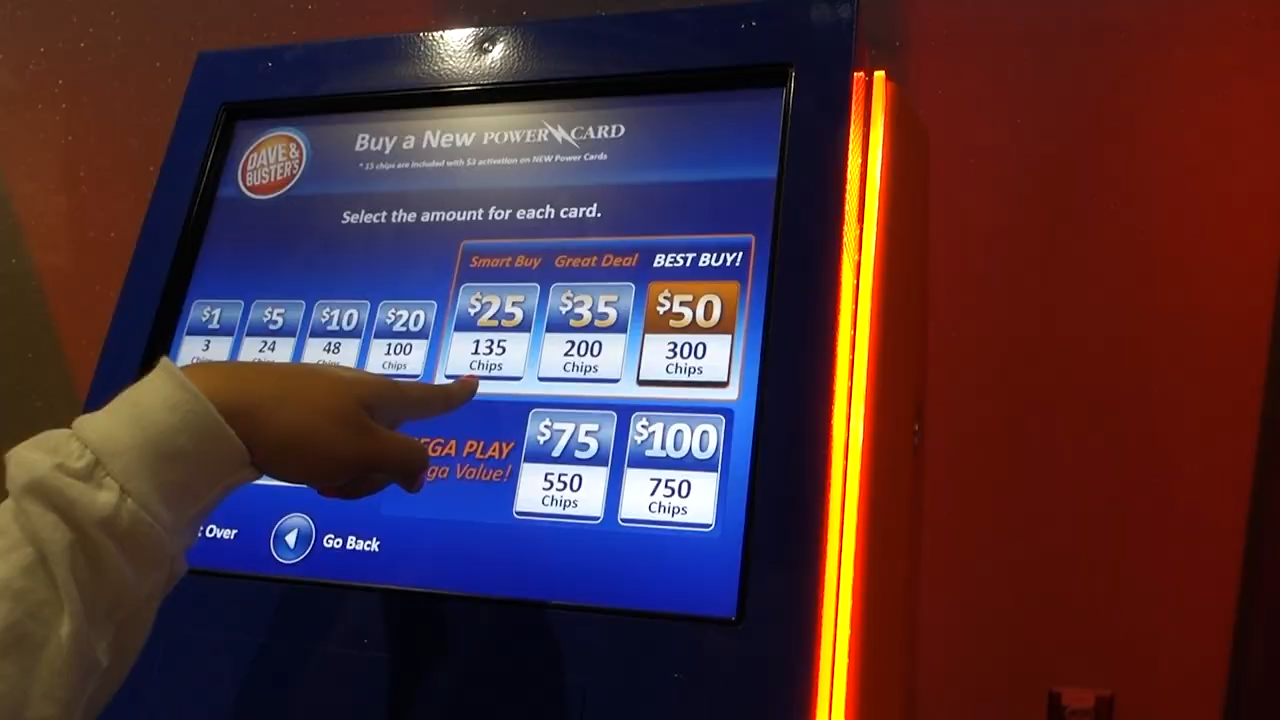 DAVE &
BUSTER'S
Buy a New POWER CARD
* 15 chips are included with $3 activation on NEW Power Cards
Select the amount for each card.
Smart Buy Great Deal BEST BUY!
$1 $5 $10 $20 $25 $35 $50
3 24 48 100 135 200 300
Chips Chips Chips Chips
EGA PLAY
ga Value!
$75 $100
550 750
Chips Chips
Over
Go Back